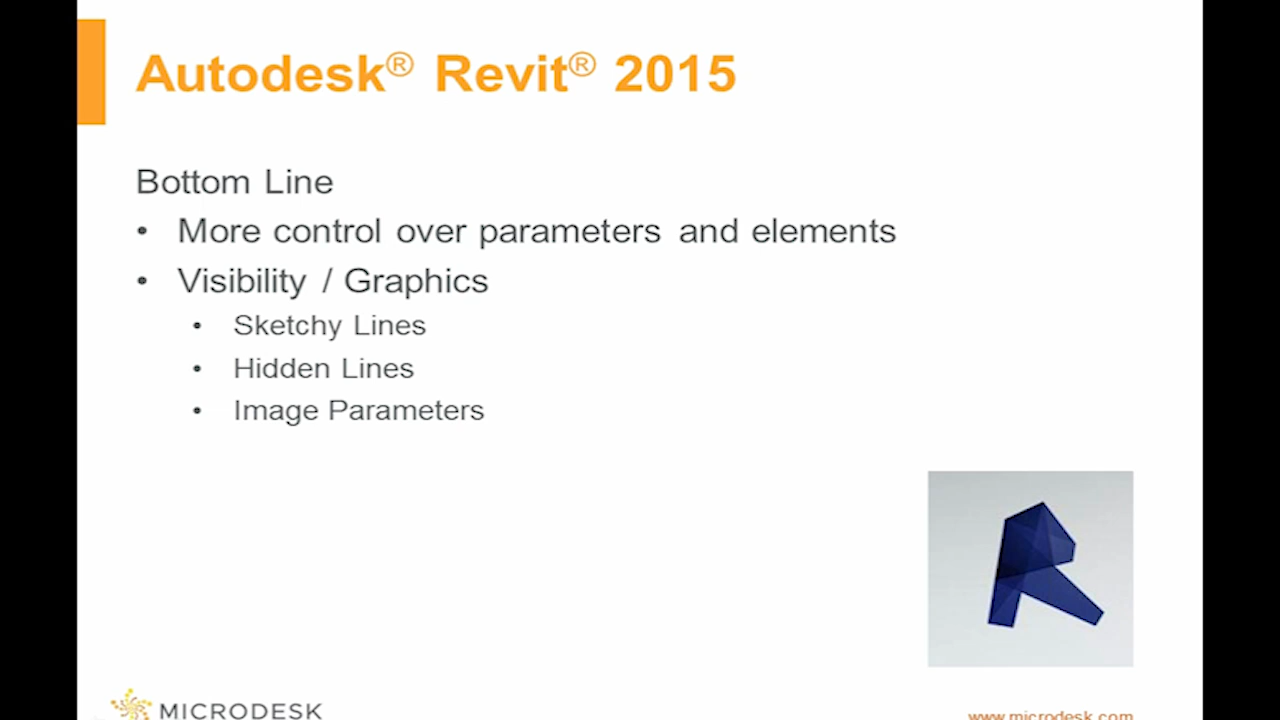 Autodesk® Revit® 2015
Bottom Line
• More control over parameters and elements
• Visibility / Graphics
• Sketchy Lines
• Hidden Lines
• Image Parameters
MICRODESK
www.microdesk.com